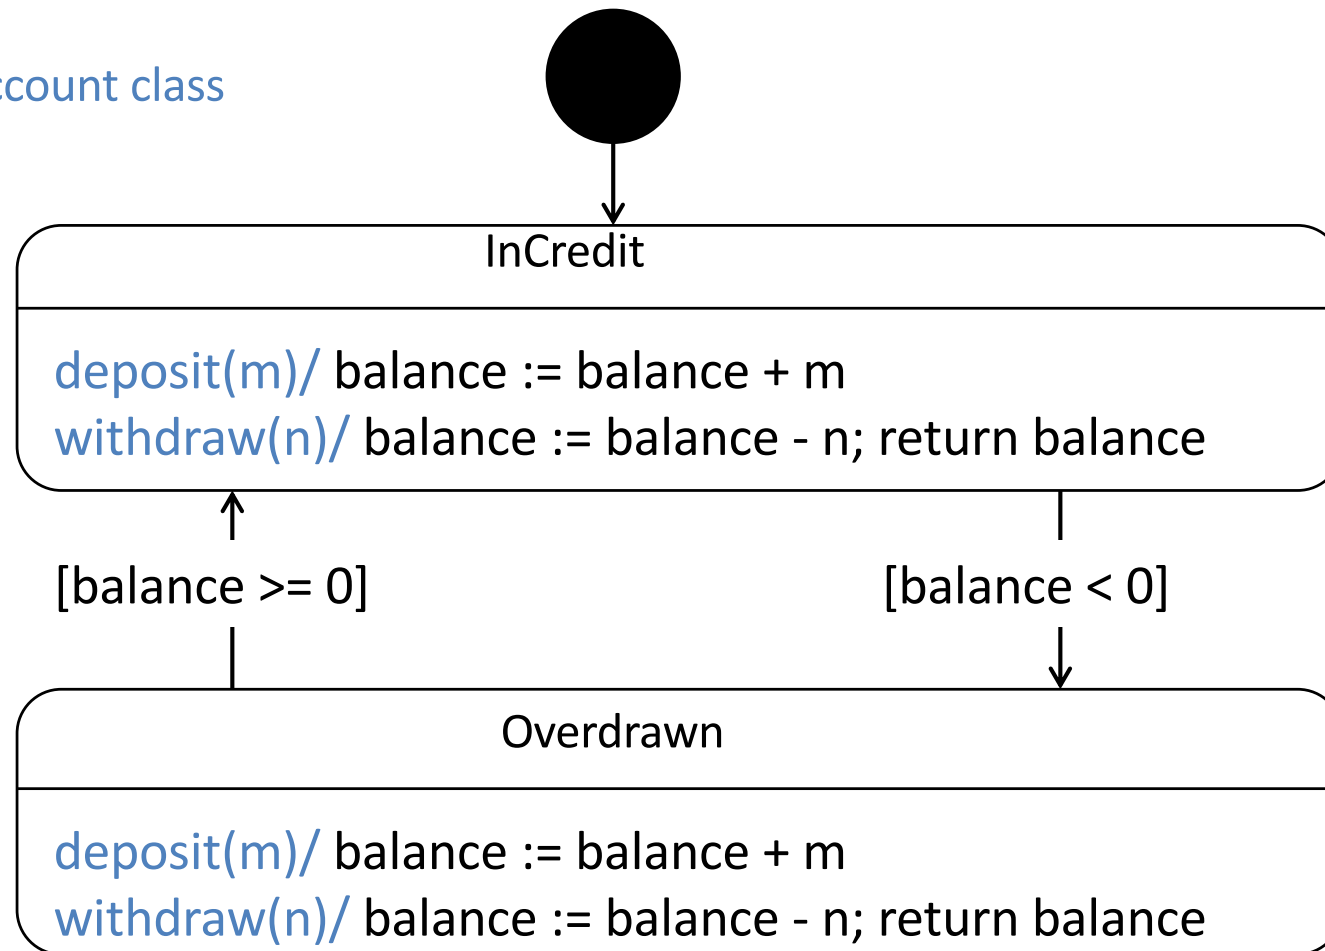 count class
InCredit
deposit(m)/ balance := balance + m
withdraw(n)/ balance := balance - n; return balance
[balance >= 0] [balance < 0]
Overdrawn
deposit(m)/ balance := balance + m
withdraw(n)/ balance := balance - n; return balance